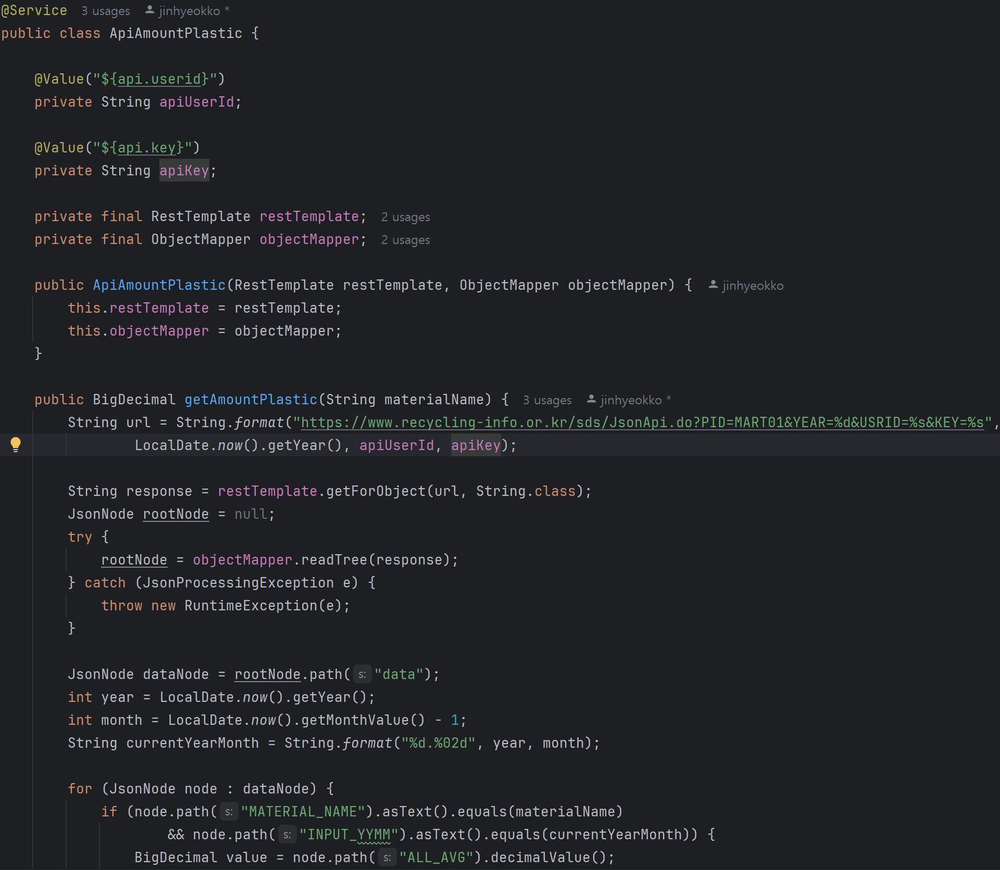 @Service 3 usages jinhyeokko *
public class ApiAmountPlastic {
@Value("${api.userid}")
private String apiUserId;
@Value("${api.key}")
private String apiKey;
private final RestTemplate restTemplate; 2 usages
private final ObjectMapper objectMapper; 2 usages
public ApiAmountPlastic(RestTemplate restTemplate, ObjectMapper objectMapper) { jinhyeokko
this.restTemplate = restTemplate;
this.objectMapper = objectMapper;
}
public BigDecimal getAmountPlastic(String materialName) { 3 usages jinhyeokko *
String url = String.format("https://www.recycling-info.or.kr/sds/JsonApi.do?PID=MART01&YEAR=%d&USRID=%s&KEY=%s",
LocalDate.now().getYear(), apiUserId, apiKey);
String response = restTemplate.getForObject(url, String.class);
JsonNode rootNode = null;
try {
rootNode = objectMapper.readTree(response);
} catch (JsonProcessingException e) {
throw new RuntimeException(e);
}
JsonNode dataNode = rootNode.path( s: "data");
int year = LocalDate.now().getYear();
int month = LocalDate.now().getMonthValue() - 1;
String currentYearMonth = String.format("%d.%02d", year, month);
for (JsonNode node : dataNode) {
if (node.path( s: "MATERIAL_NAME").asText().equals(materialName)
&& node.path( s: "INPUT_YYMM").asText().equals(currentYearMonth)) {
BigDecimal value = node.path( s: "ALL_AVG").decimalValue();